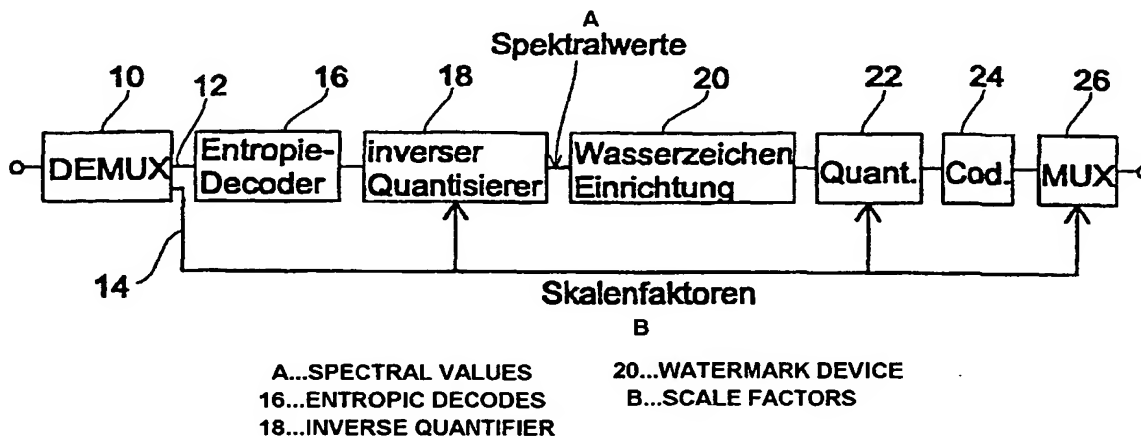 A
Spektralwerte
10
12
16
18
20
22
24
26
DEMUX
Entropie-
Decoder
inverser
Quantisierer
Wasserzeichen
Einrichtung
Quant.
Cod.
MUX
14
Skalenfaktoren
B
A...SPECTRAL VALUES
16...ENTROPIC DECODES
18...INVERSE QUANTIFIER
20...WATERMARK DEVICE
B...SCALE FACTORS